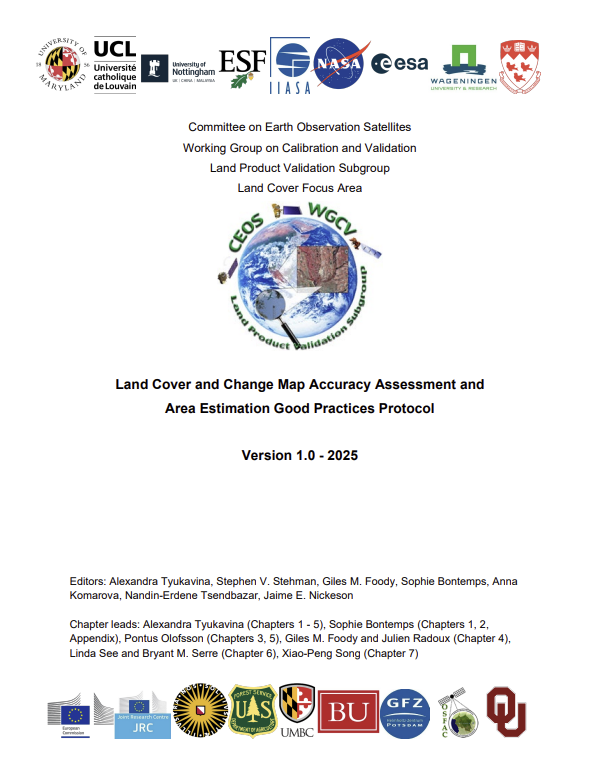 UNIVERSITY OF
18 56
MARYLAND
UCL
Université
catholique
de Louvain
University of
Nottingham
UK | CHINA | MALAYSIA
ESF
IIASA
NASA
esa
WAGENINGEN
UNIVERSITY & RESEARCH
Committee on Earth Observation Satellites
Working Group on Calibration and Validation
Land Product Validation Subgroup
Land Cover Focus Area
CEOS WGCV
Land Product Validation Subgroup
Land Cover and Change Map Accuracy Assessment and
Area Estimation Good Practices Protocol
Version 1.0 - 2025
Editors: Alexandra Tyukavina, Stephen V. Stehman, Giles M. Foody, Sophie Bontemps, Anna
Komarova, Nandin-Erdene Tsendbazar, Jaime E. Nickeson
Chapter leads: Alexandra Tyukavina (Chapters 1 - 5), Sophie Bontemps (Chapters 1, 2,
Appendix), Pontus Olofsson (Chapters 3, 5), Giles M. Foody and Julien Radoux (Chapter 4),
Linda See and Bryant M. Serre (Chapter 6), Xiao-Peng Song (Chapter 7)
European
Commission
Joint Research Centre
JRC
FOREST SERVICE
U S
DEPARTMENT OF AGRICULTURE
UMBC
BU
GFZ
Helmholtz-Zentrum
POTSDAM
OSFAC
OU